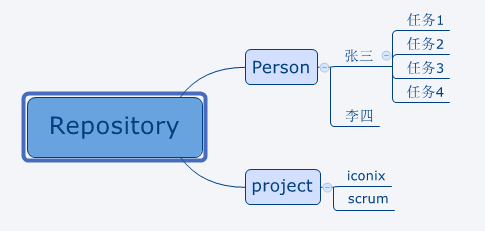 Repository
Person
张三
任务1
任务2
任务3
任务4
李四
project
iconix
scrum